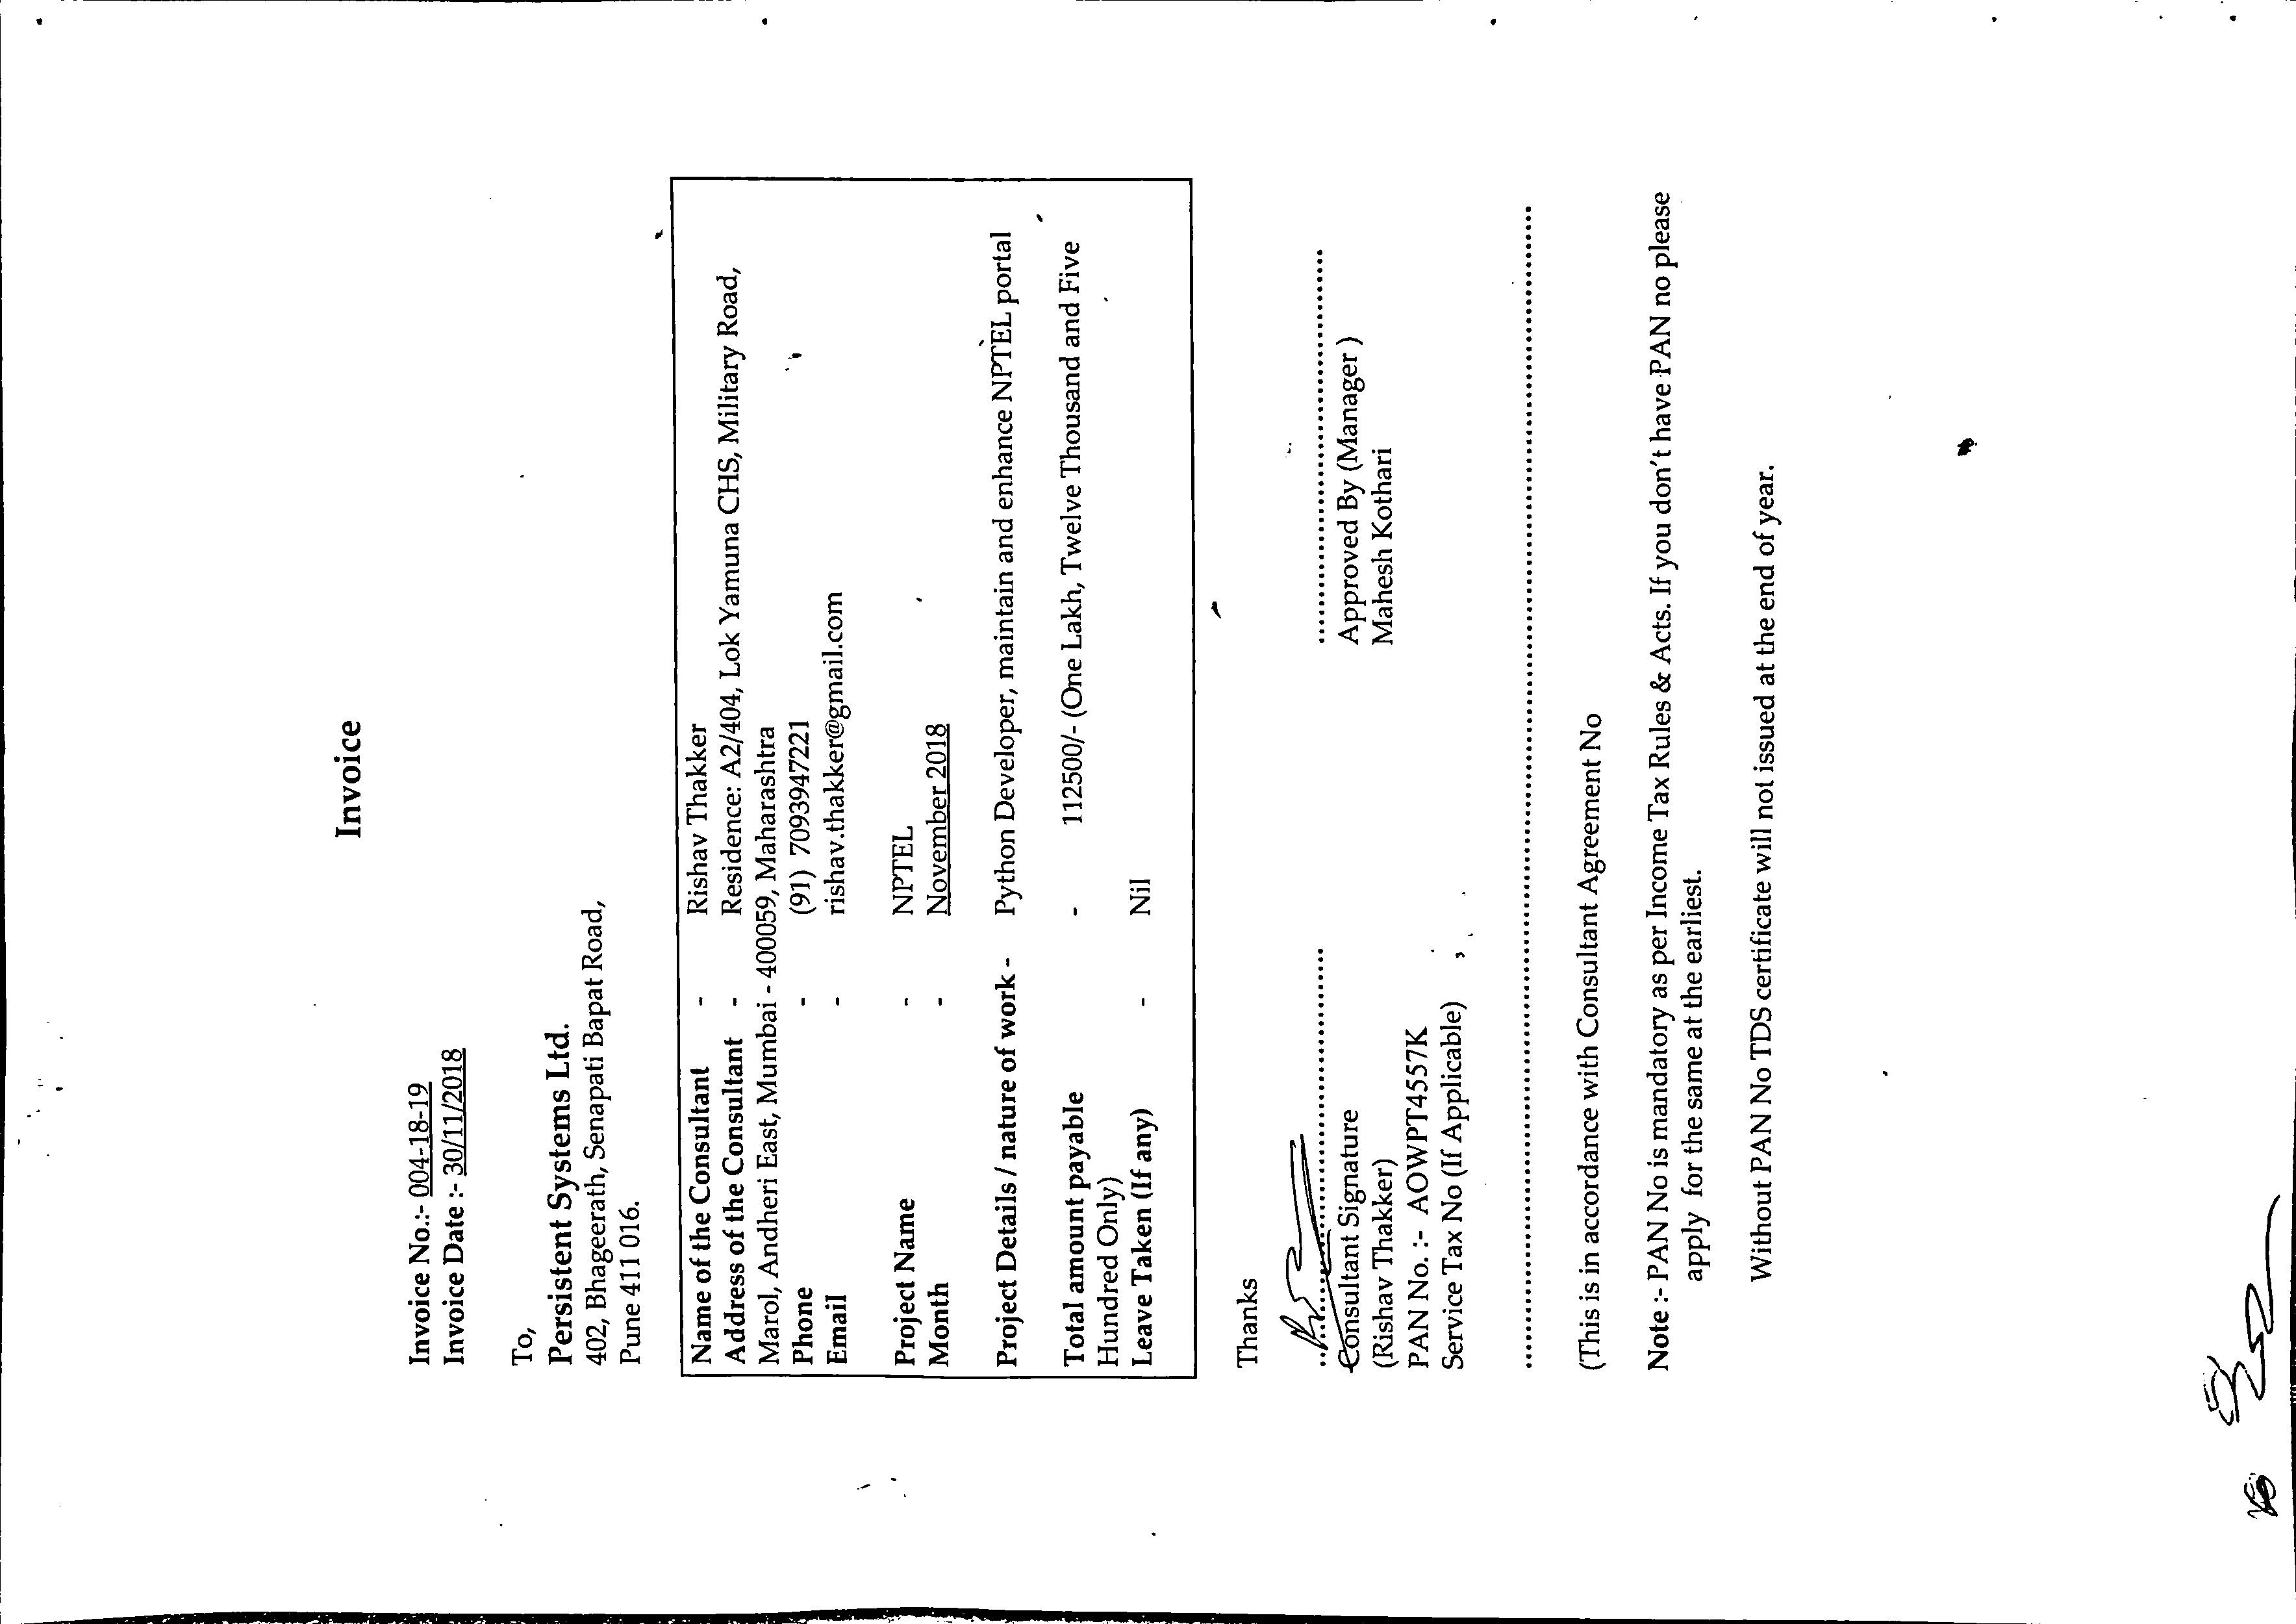 Invoice
Invoice No.:- 004-18-19
Invoice Date :- 30/11/2018
To,
Persistent Systems Ltd.
402, Bhageerath, Senapati Bapat Road,
Pune 411 016.
Name of the Consultant - Rishav Thakker
Address of the Consultant - Residence: A2/404, Lok Yamuna CHS, Military Road,
Marol, Andheri East, Mumbai - 400059, Maharashtra
Phone - (91) 7093947221
Email - rishav.thakker@gmail.com
Project Name - NPTEL
Month - November 2018
Project Details / nature of work - Python Developer, maintain and enhance NPTEL portal
Total amount payable - 112500/- (One Lakh, Twelve Thousand and Five
Hundred Only)
Leave Taken (If any) - Nil
Thanks
Consultant Signature Approved By (Manager )
(Rishav Thakker) Mahesh Kothari
PAN No. :- AOWPT4557K
Service Tax No (If Applicable)
(This is in accordance with Consultant Agreement No
Note :- PAN No is mandatory as per Income Tax Rules & Acts. If you don't have PAN no please
apply for the same at the earliest.
Without PAN No TDS certificate will not issued at the end of year.